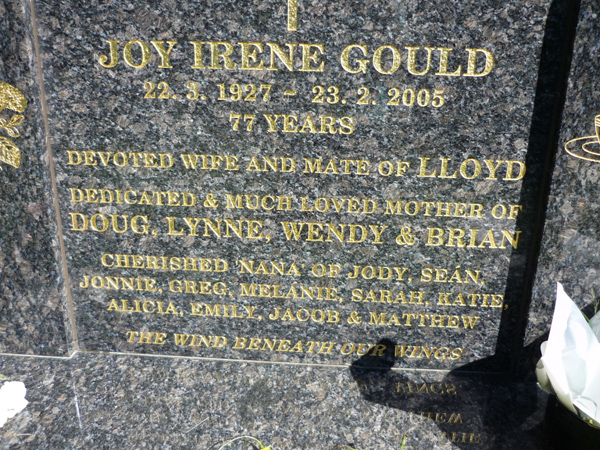 JOY IRENE GOULD
22. 3. 1927 - 23. 2. 2005
77 YEARS
DEVOTED WIFE AND MATE OF LLOYD
DEDICATED & MUCH LOVED MOTHER OF
DOUG, LYNNE, WENDY & BRIAN
CHERISHED 'NANA' OF JODY, SEÁN,
JONNIE, GREG, MELANIE, SARAH, KATIE,
ALICIA, EMILY, JACOB & MATTHEW
THE WIND BENEATH OUR WINGS